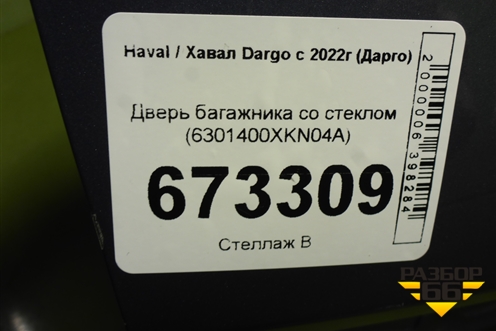 Haval / Хавал Dargo с 2022г (Дарго)
Дверь багажника со стеклом
(6301400XKN04A)
673309
Стеллаж В
2000006398284
РАЗБОР
66